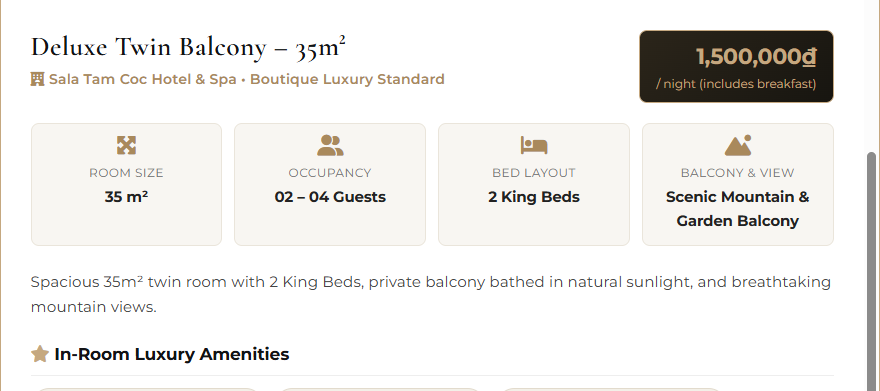 Deluxe Twin Balcony – 35m²
Sala Tam Coc Hotel & Spa • Boutique Luxury Standard
1,500,000₫
/ night (includes breakfast)
ROOM SIZE
35 m²
OCCUPANCY
02 – 04 Guests
BED LAYOUT
2 King Beds
BALCONY & VIEW
Scenic Mountain &
Garden Balcony
Spacious 35m² twin room with 2 King Beds, private balcony bathed in natural sunlight, and breathtaking
mountain views.
In-Room Luxury Amenities